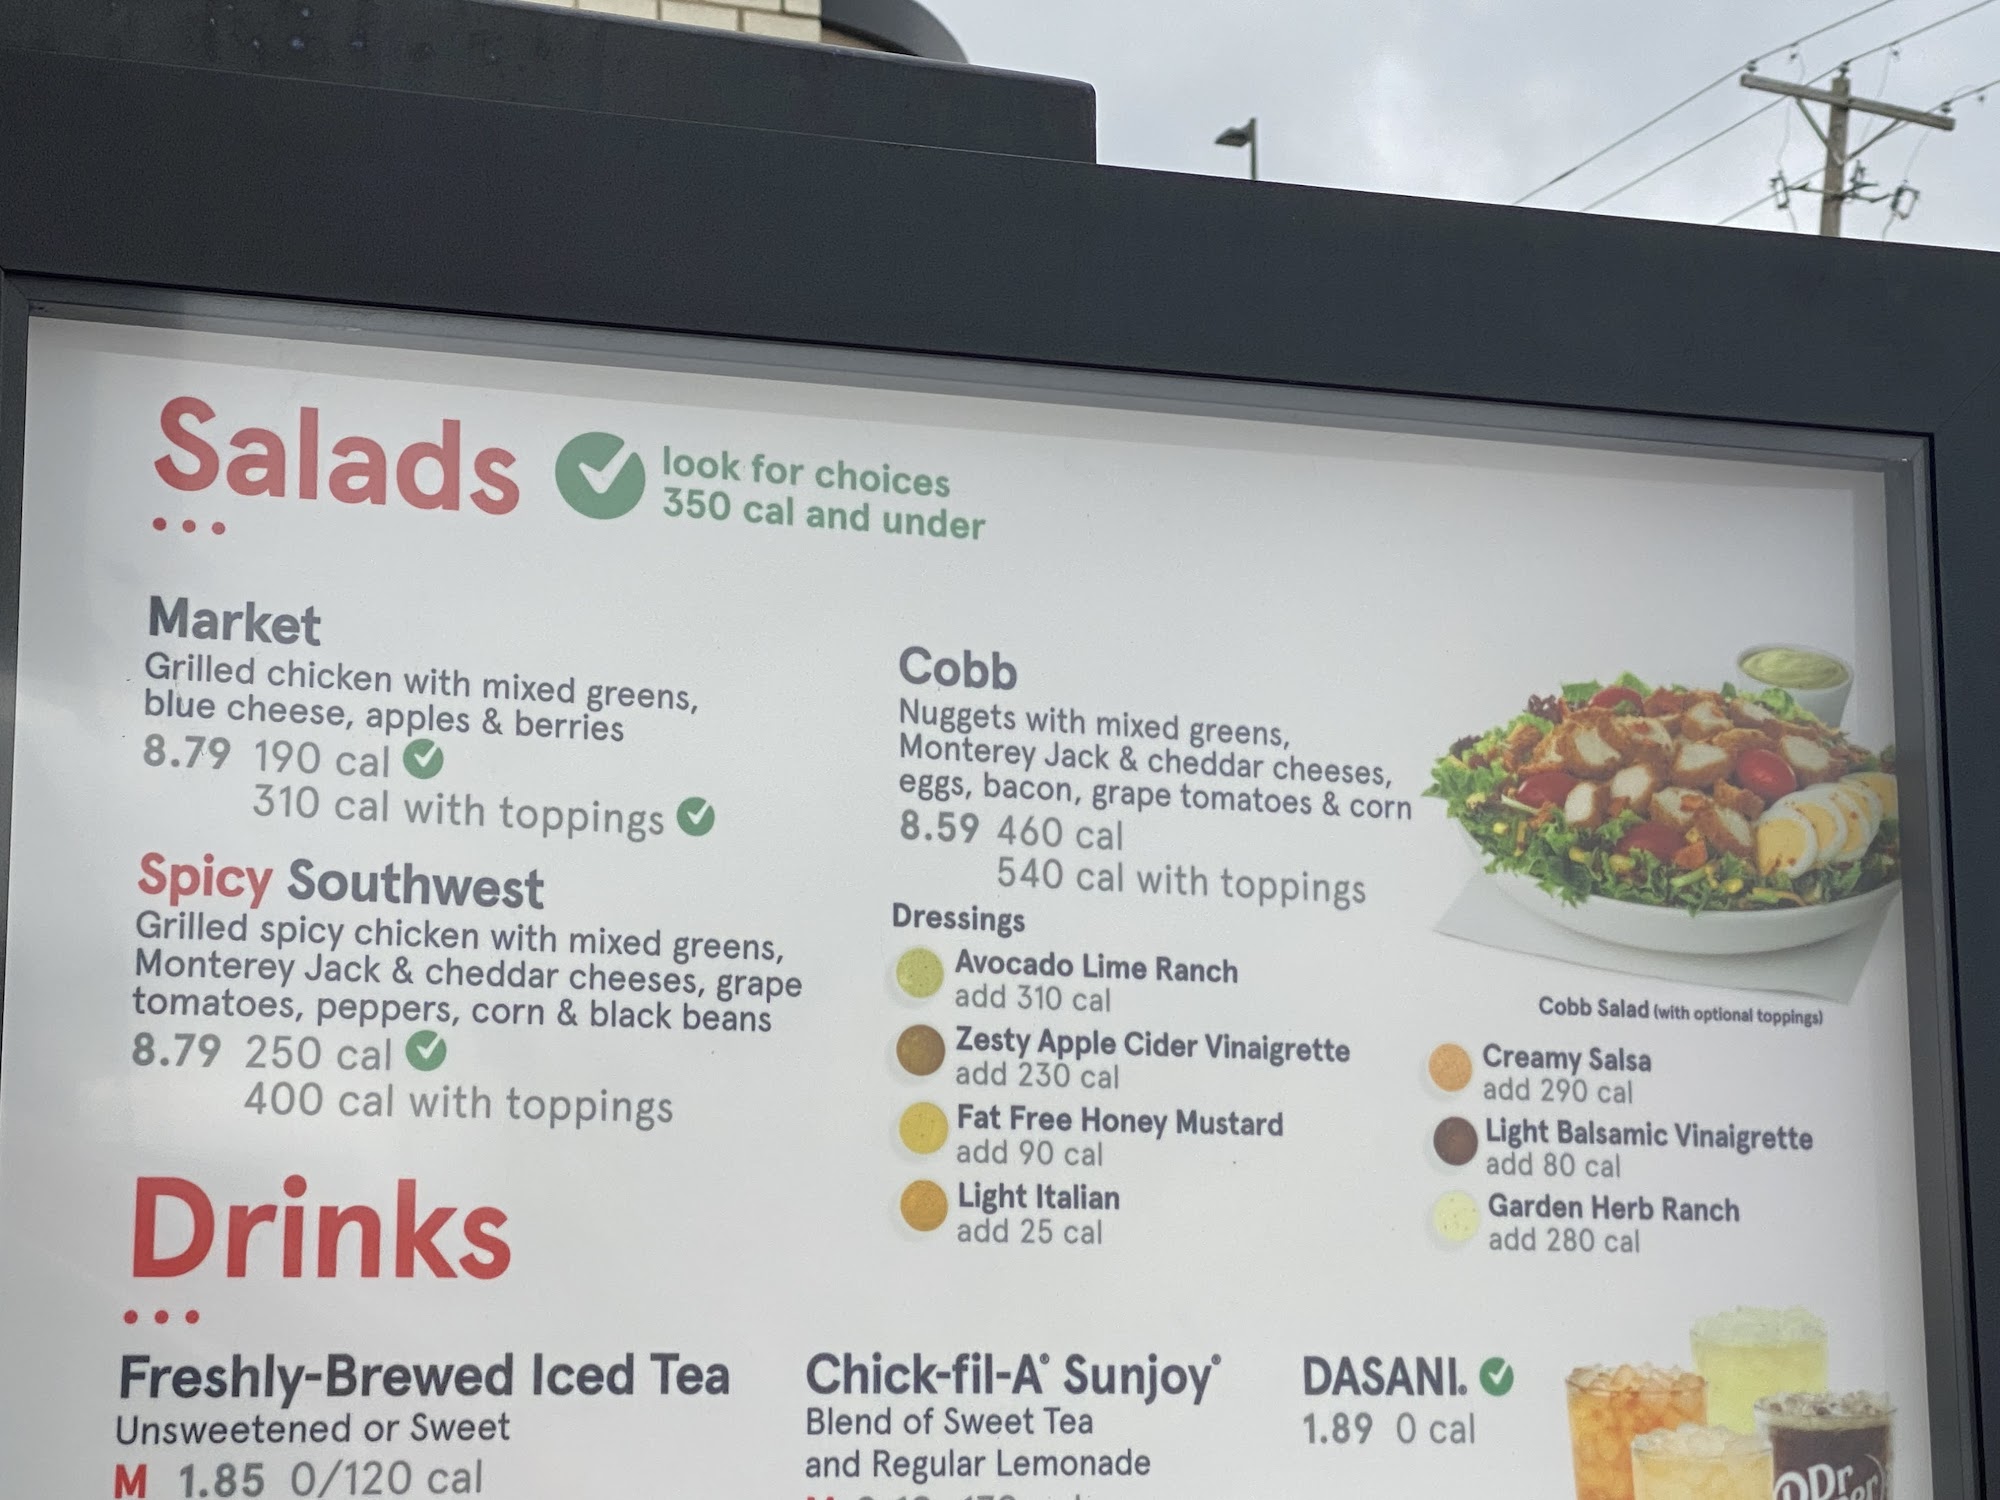 Salads
look for choices
350 cal and under
Market
Grilled chicken with mixed greens,
blue cheese, apples & berries
8.79 190 cal
310 cal with toppings
Spicy Southwest
Grilled spicy chicken with mixed greens,
Monterey Jack & cheddar cheeses, grape
tomatoes, peppers, corn & black beans
8.79 250 cal
400 cal with toppings
Cobb
Nuggets with mixed greens,
Monterey Jack & cheddar cheeses,
eggs, bacon, grape tomatoes & corn
8.59 460 cal
540 cal with toppings
Cobb Salad (with optional toppings)
Dressings
Avocado Lime Ranch
add 310 cal
Zesty Apple Cider Vinaigrette
add 230 cal
Fat Free Honey Mustard
add 90 cal
Light Italian
add 25 cal
Creamy Salsa
add 290 cal
Light Balsamic Vinaigrette
add 80 cal
Garden Herb Ranch
add 280 cal
Drinks
Freshly-Brewed Iced Tea
Unsweetened or Sweet
M 1.85 0/120 cal
Chick-fil-A® Sunjoy®
Blend of Sweet Tea
and Regular Lemonade
DASANI®
1.89 0 cal
Dr